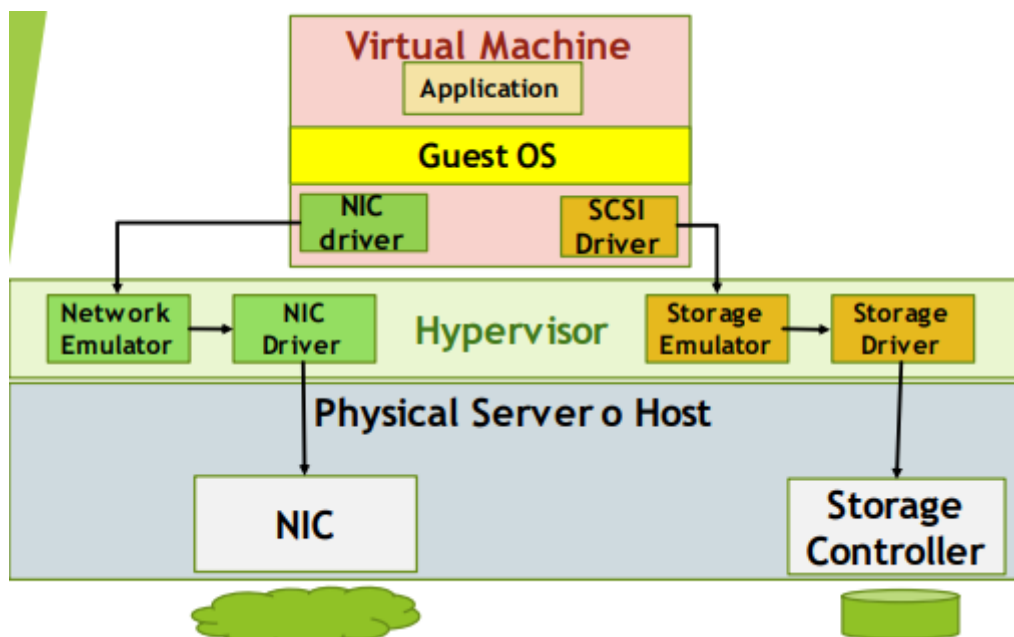 Virtual Machine
Application
Guest OS
NIC
driver
SCSI
Driver
Network
Emulator
NIC
Driver
Hypervisor
Storage
Emulator
Storage
Driver
Physical Server o Host
NIC
Storage
Controller